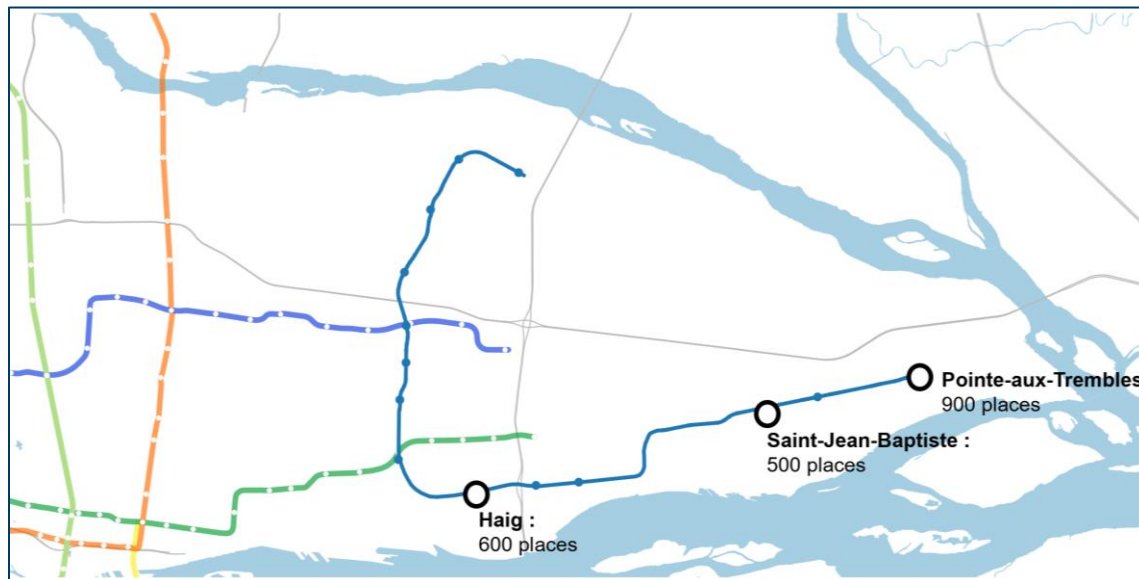 Pointe-aux-Trembles
900 places
Saint-Jean-Baptiste :
500 places
Haig :
600 places